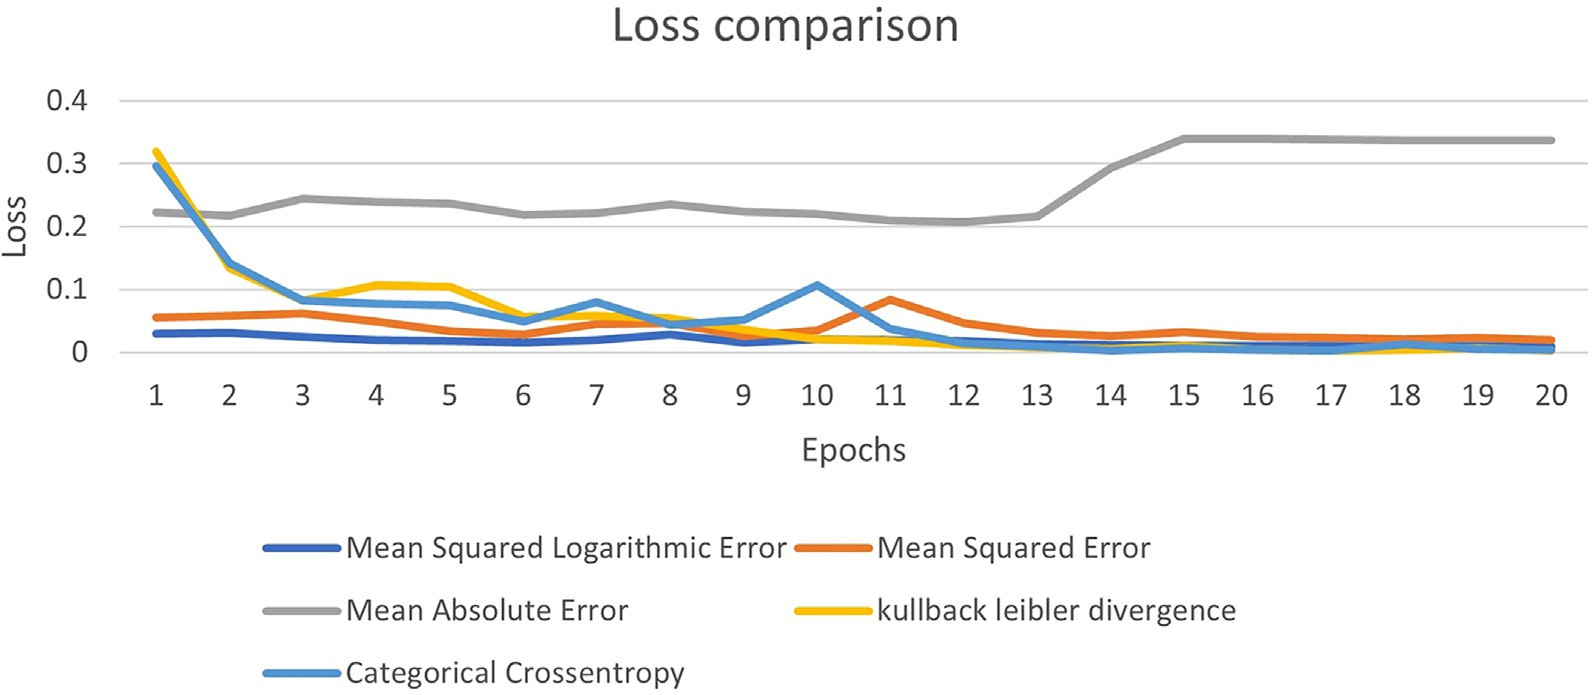 Loss comparison
0.4
0.3
0.2
0.1
0
Loss
1 2 3 4 5 6 7 8 9 10 11 12 13 14 15 16 17 18 19 20
Epochs
Mean Squared Logarithmic Error Mean Squared Error
Mean Absolute Error kullback leibler divergence
Categorical Crossentropy